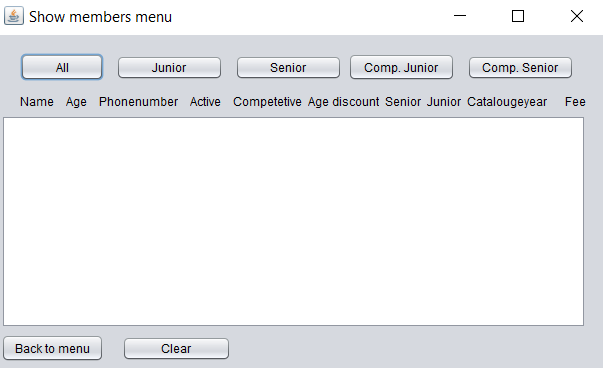 Show members menu
All Junior Senior Comp. Junior Comp. Senior
Name Age Phonenumber Active Competetive Age discount Senior Junior Catalougeyear Fee
Back to menu Clear